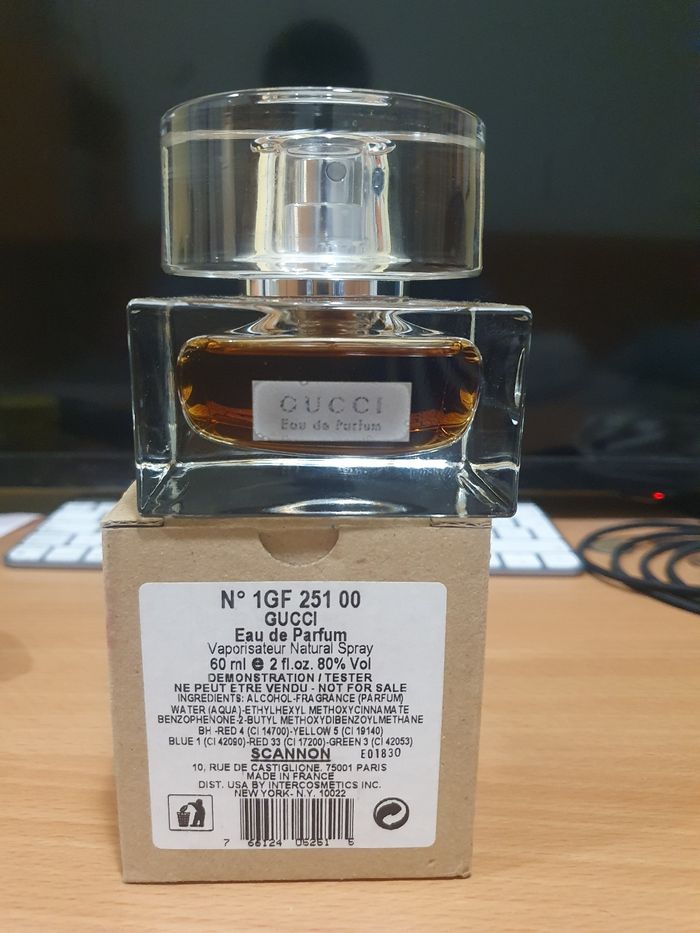 GUCCI
Eau de Parfum
N° 1GF 251 00
GUCCI
Eau de Parfum
Vaporisateur Natural Spray
60 ml e 2 fl.oz. 80% Vol
DEMONSTRATION / TESTER
NE PEUT ETRE VENDU - NOT FOR SALE
INGREDIENTS: ALCOHOL-FRAGRANCE (PARFUM)
WATER (AQUA)-ETHYLHEXYL METHOXYCINNAMATE
BENZOPHENONE-2-BUTYL METHOXYDIBENZOYLMETHANE
BH -RED 4 (CI 14700)-YELLOW 5 (CI 19140)
BLUE 1 (CI 42090)-RED 33 (CI 17200)-GREEN 3 (CI 42053)
SCANNON E01830
10, RUE DE CASTIGLIONE. 75001 PARIS
MADE IN FRANCE
DIST. USA BY INTERCOSMETICS INC.
NEW YORK- N.Y. 10022